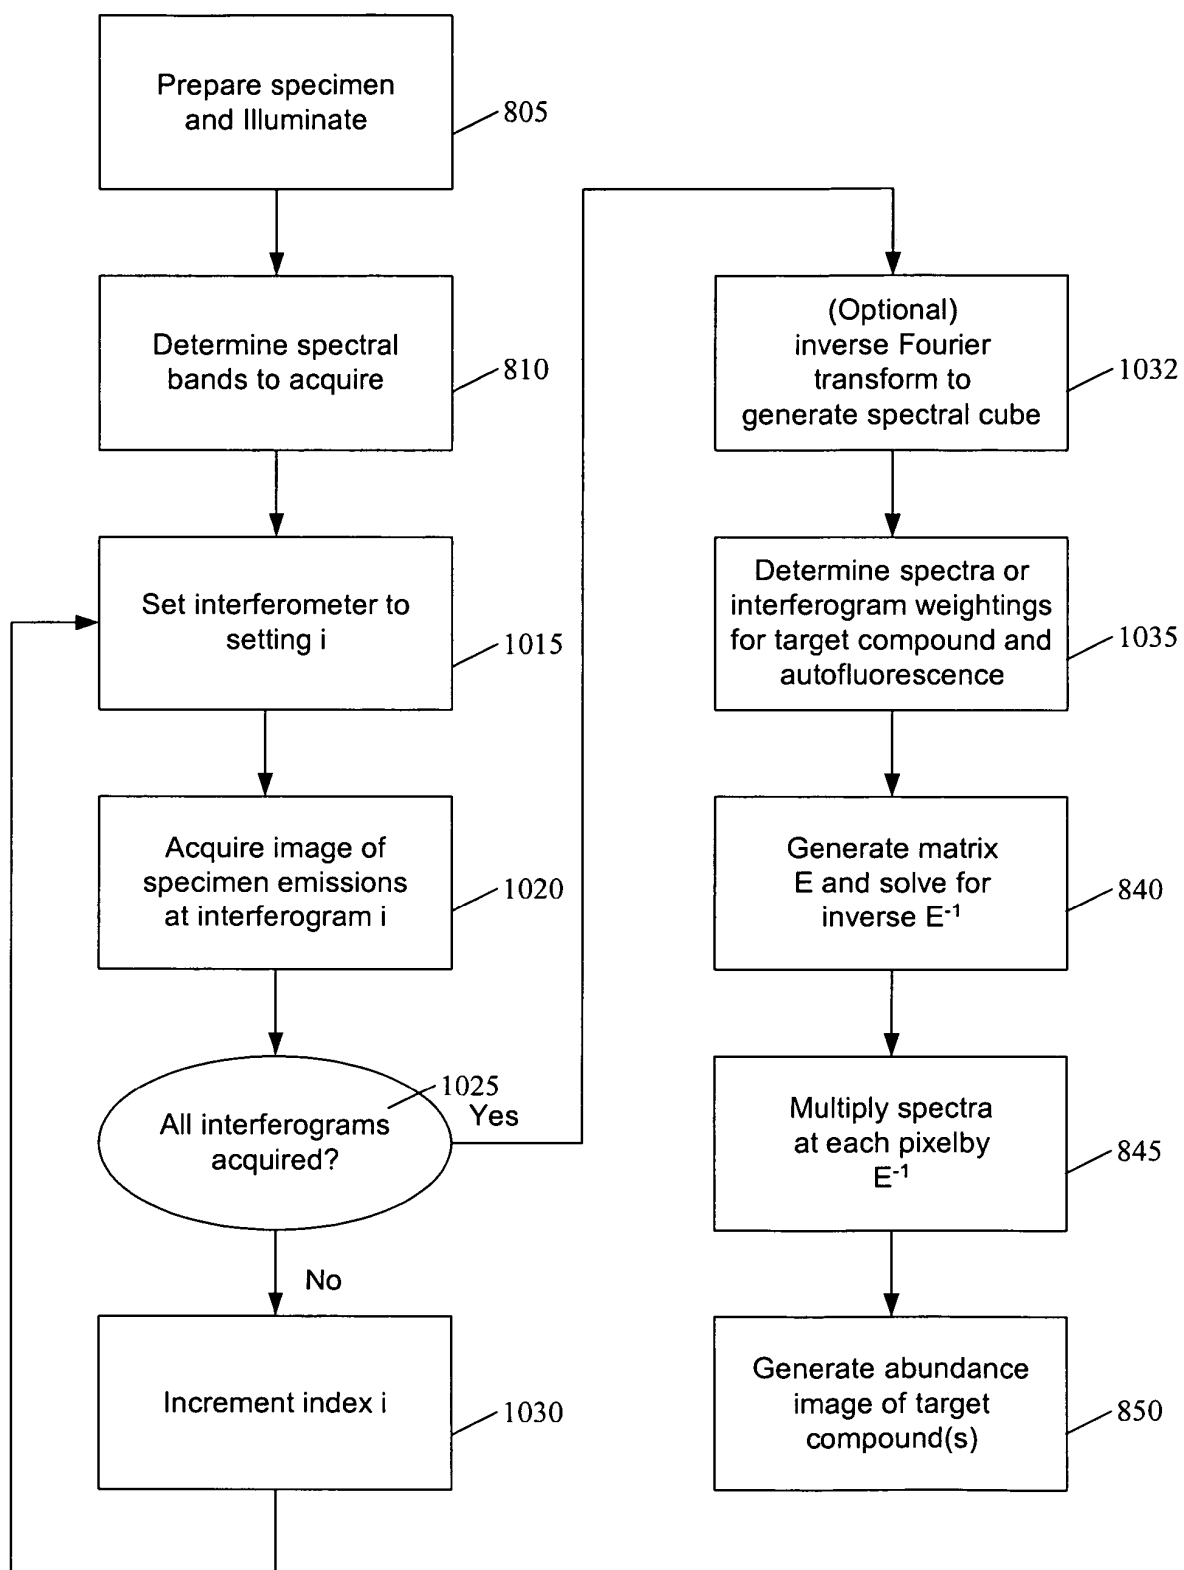 Prepare specimen
and Illuminate
805
Determine spectral
bands to acquire
810
Set interferometer to
setting i
1015
Acquire image of
specimen emissions
at interferogram i
1020
1025
All interferograms
acquired?
Yes
No
Increment index i
1030
(Optional)
inverse Fourier
transform to
generate spectral cube
1032
Determine spectra or
interferogram weightings
for target compound and
autofluorescence
1035
Generate matrix
E and solve for
inverse E⁻¹
840
Multiply spectra
at each pixelby
E⁻¹
845
Generate abundance
image of target
compound(s)
850